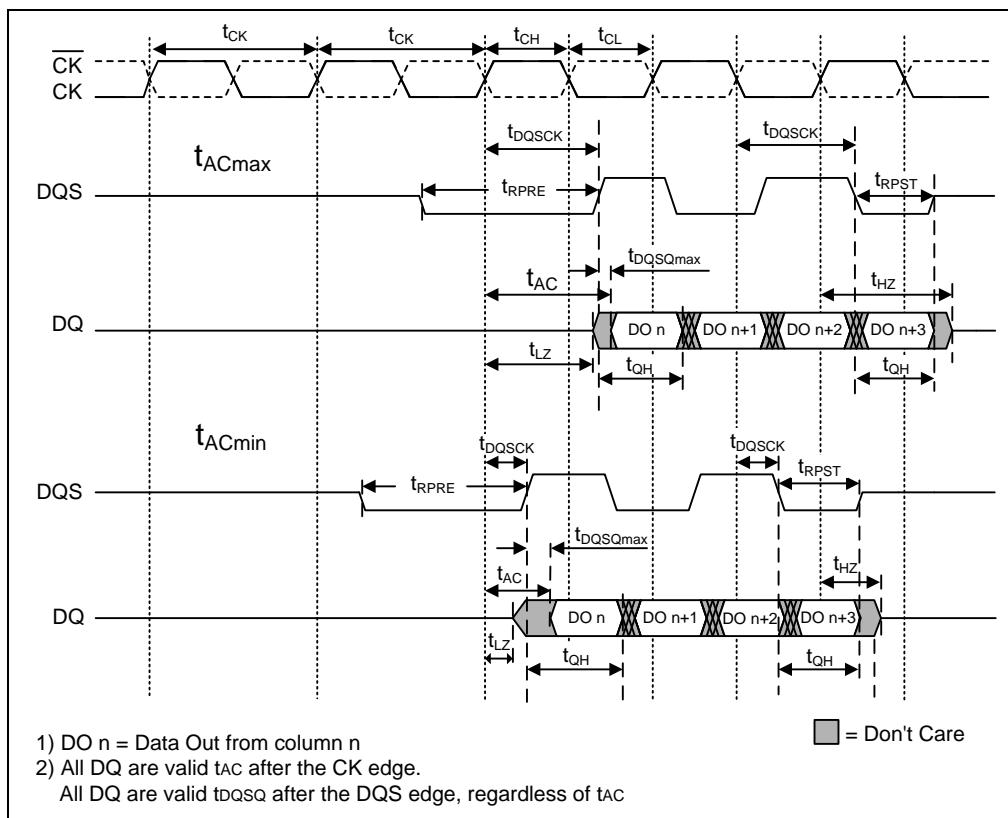 tCK tCK tCH tCL
CK
CK
tDQSCK tDQSCK
tACmax
DQS tRPRE tRPST
tDQSQmax
tAC tHZ
DQ DO n DO n+1 DO n+2 DO n+3
tLZ tQH tQH
tACmin
tDQSCK tDQSCK
DQS tRPRE tRPST
tDQSQmax
tAC tHZ
DQ DO n DO n+1 DO n+2 DO n+3
tLZ tQH tQH
1) DO n = Data Out from column n
= Don't Care
2) All DQ are valid tAC after the CK edge.
All DQ are valid tDQSQ after the DQS edge, regardless of tAC